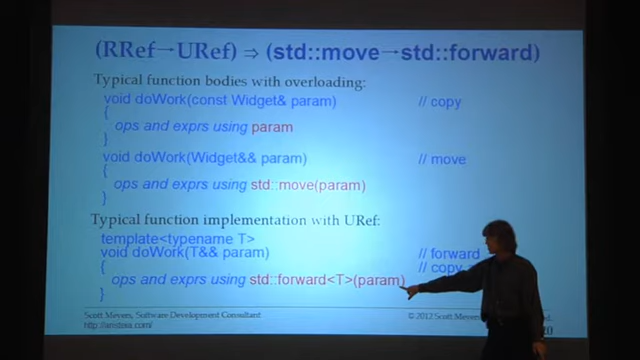 (RRef→URef) ⇒ (std::move→std::forward)
Typical function bodies with overloading:
void doWork(const Widget& param) // copy
{
ops and exprs using param
}
void doWork(Widget&& param) // move
{
ops and exprs using std::move(param)
}
Typical function implementation with URef:
template<typename T>
void doWork(T&& param) // forward
{ // copy
ops and exprs using std::forward<T>(param)
}
Scott Meyers, Software Development Consultant © 2012 Scott Meyers
http://aristeia.com/